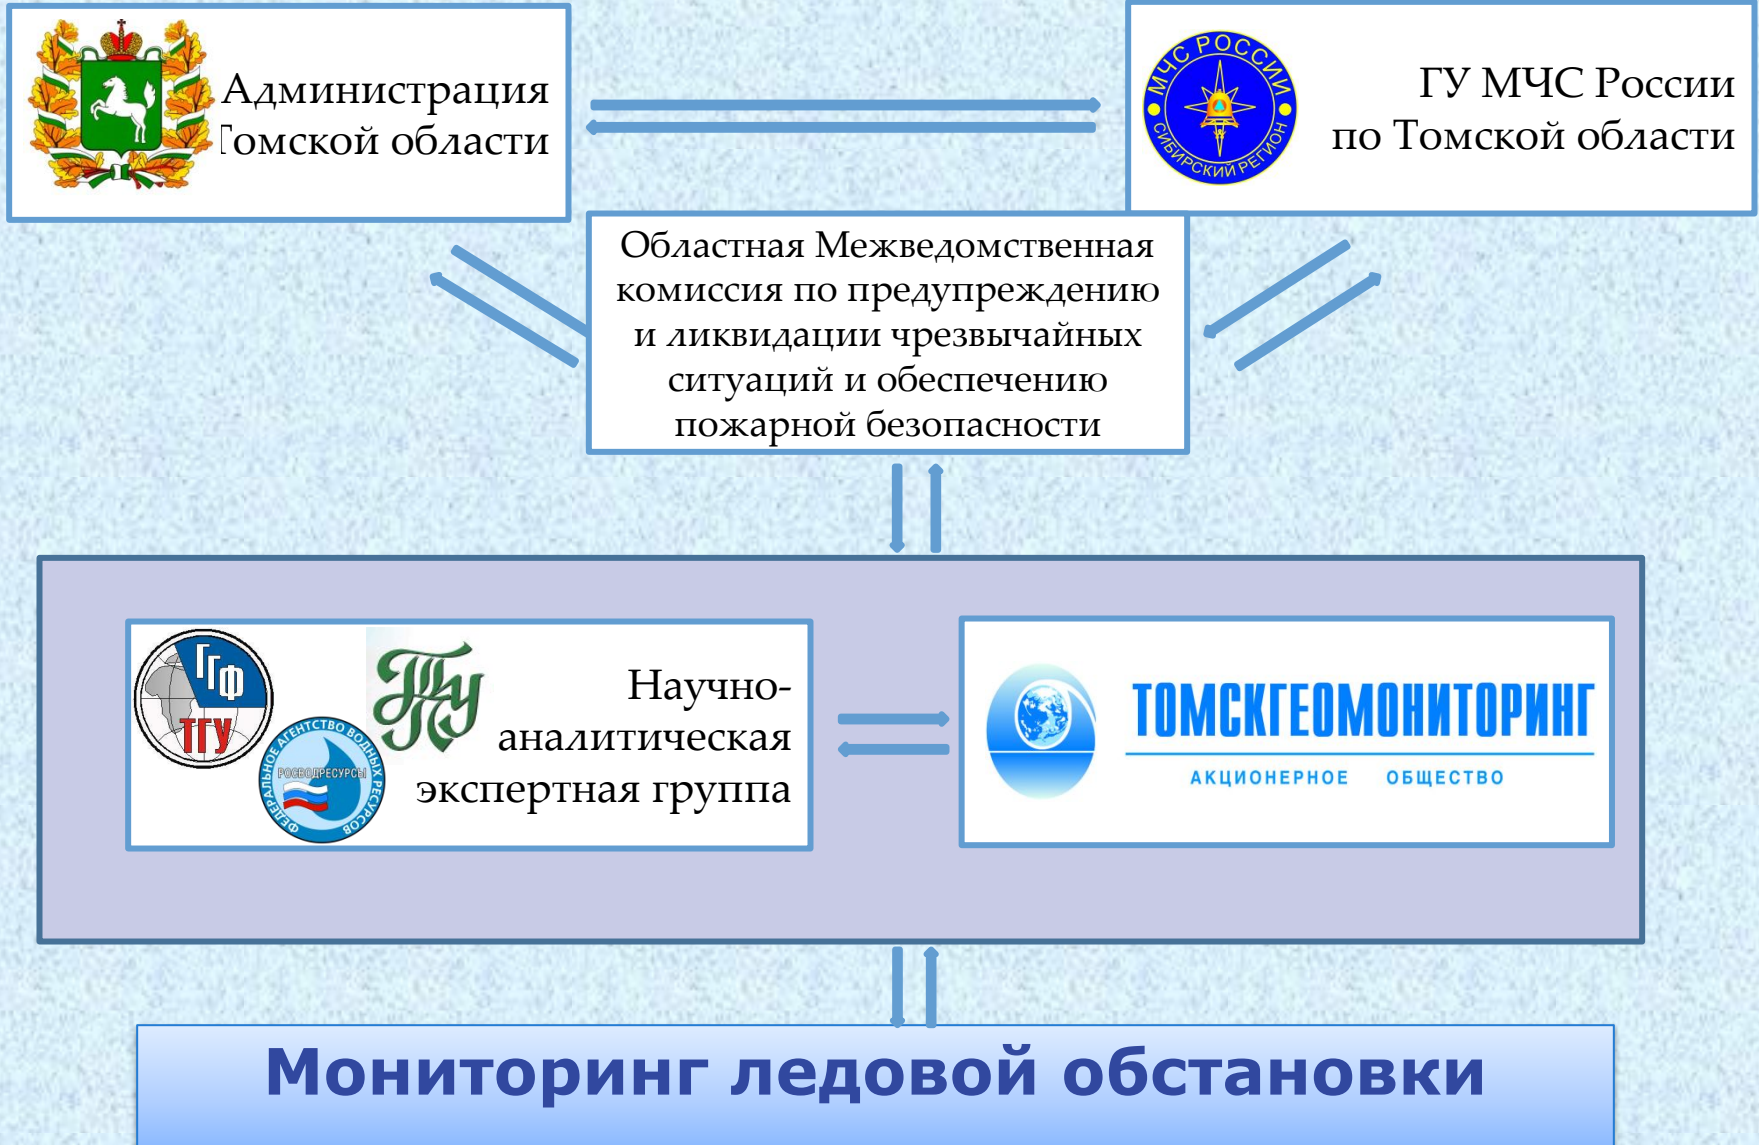 Администрация
Томской области
МЧС РОССИИ
СИБИРСКИЙ РЕГИОН
ГУ МЧС России
по Томской области
Областная Межведомственная
комиссия по предупреждению
и ликвидации чрезвычайных
ситуаций и обеспечению
пожарной безопасности
ГГФ
ТГУ
ФЕДЕРАЛЬНОЕ АГЕНТСТВО ВОДНЫХ РЕСУРСОВ
РОСВОДРЕСУРСЫ
Научно-
аналитическая
экспертная группа
ТОМСКГЕОМОНИТОРИНГ
АКЦИОНЕРНОЕ ОБЩЕСТВО
Мониторинг ледовой обстановки